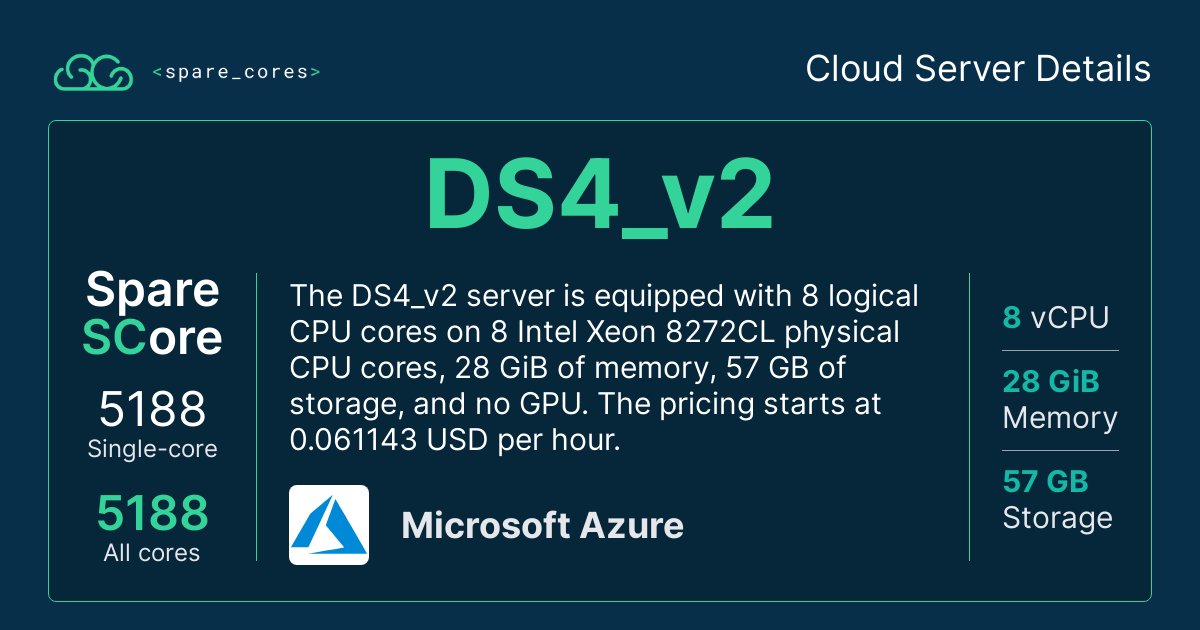 <spare_cores>
Cloud Server Details
DS4_v2
Spare
SCore
5188
Single-core
5188
All cores
The DS4_v2 server is equipped with 8 logical
CPU cores on 8 Intel Xeon 8272CL physical
CPU cores, 28 GiB of memory, 57 GB of
storage, and no GPU. The pricing starts at
0.061143 USD per hour.
Microsoft Azure
8 vCPU
28 GiB
Memory
57 GB
Storage